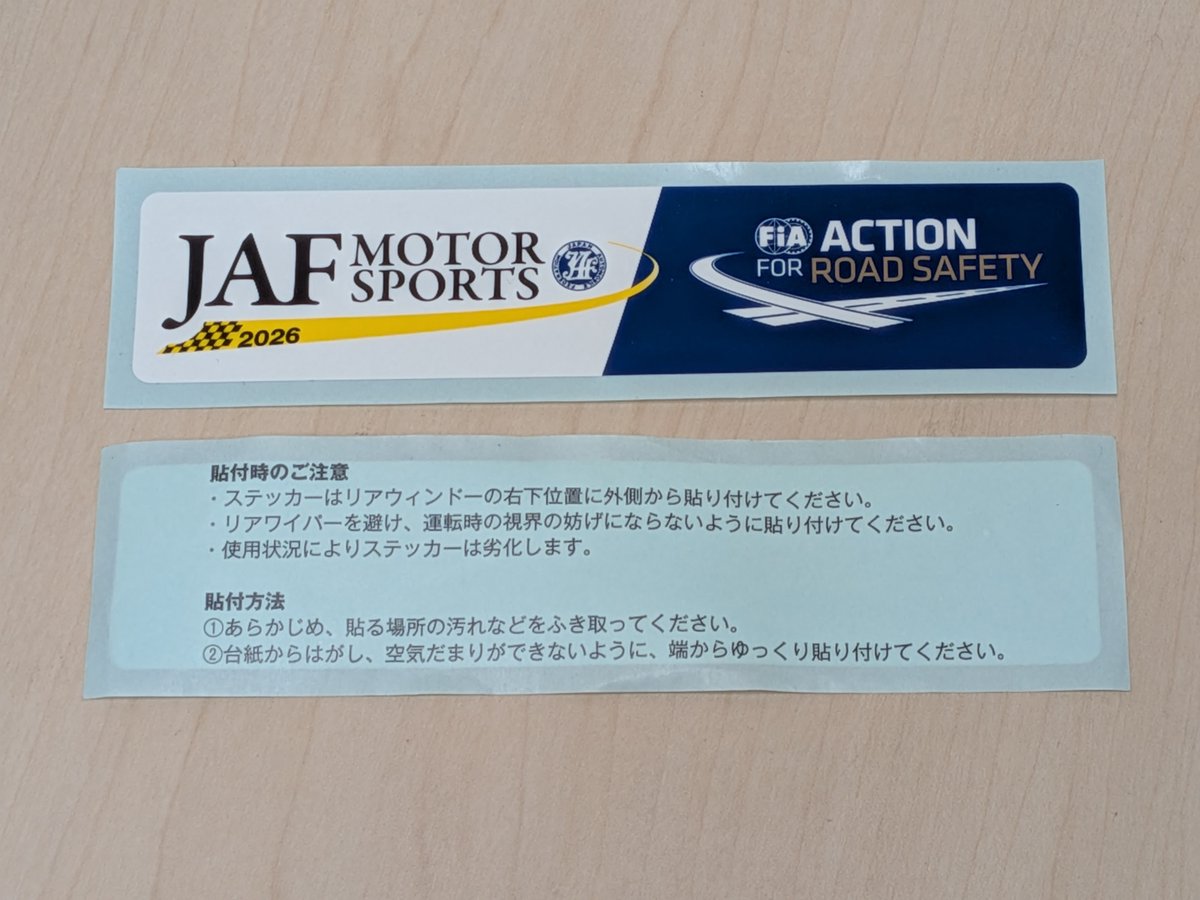 JAF MOTOR SPORTS
2026
FiA ACTION
FOR ROAD SAFETY
貼付時のご注意
・ステッカーはリアウィンドーの右下位置に外側から貼り付けてください。
・リアワイパーを避け、運転時の視界の妨げにならないように貼り付けてください。
・使用状況によりステッカーは劣化します。
貼付方法
①あらかじめ、貼る場所の汚れなどをふき取ってください。
②台紙からはがし、空気だまりができないように、端からゆっくり貼り付けてください。